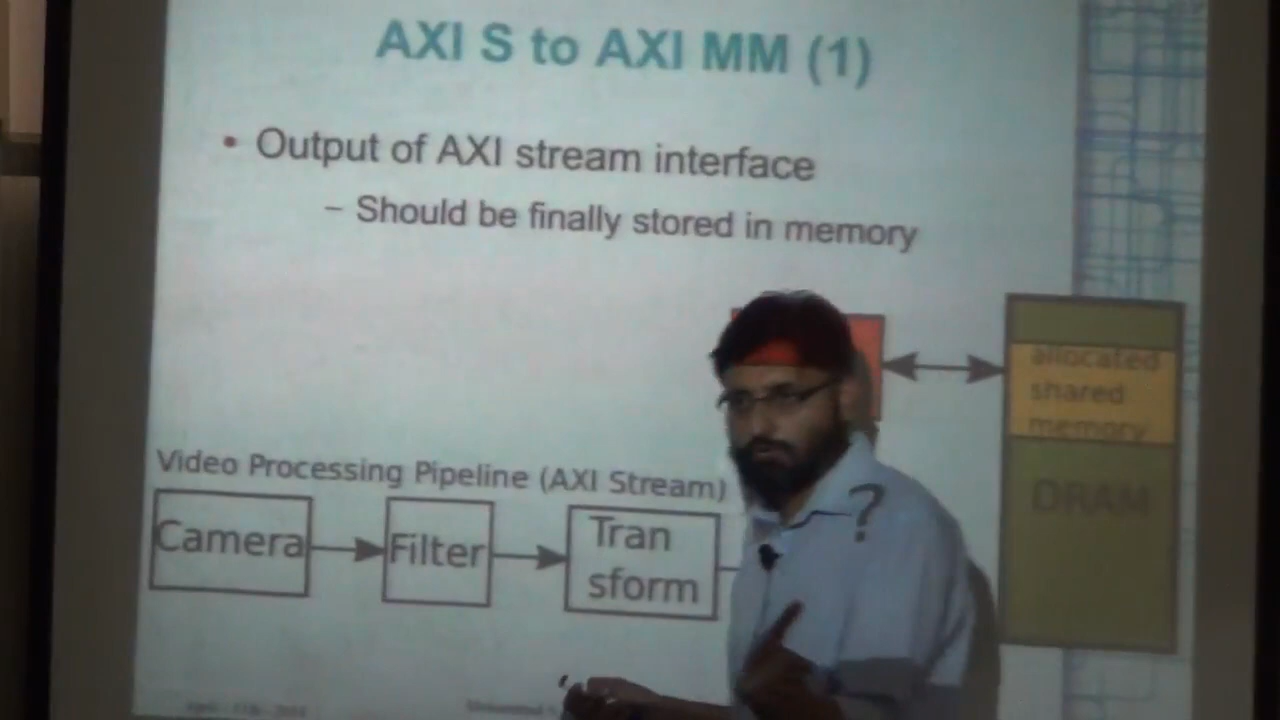 AXI S to AXI MM (1)
• Output of AXI stream interface
– Should be finally stored in memory
allocated
shared
memory
Video Processing Pipeline (AXI Stream)
DRAM
?
Camera
Filter
Tran
sform